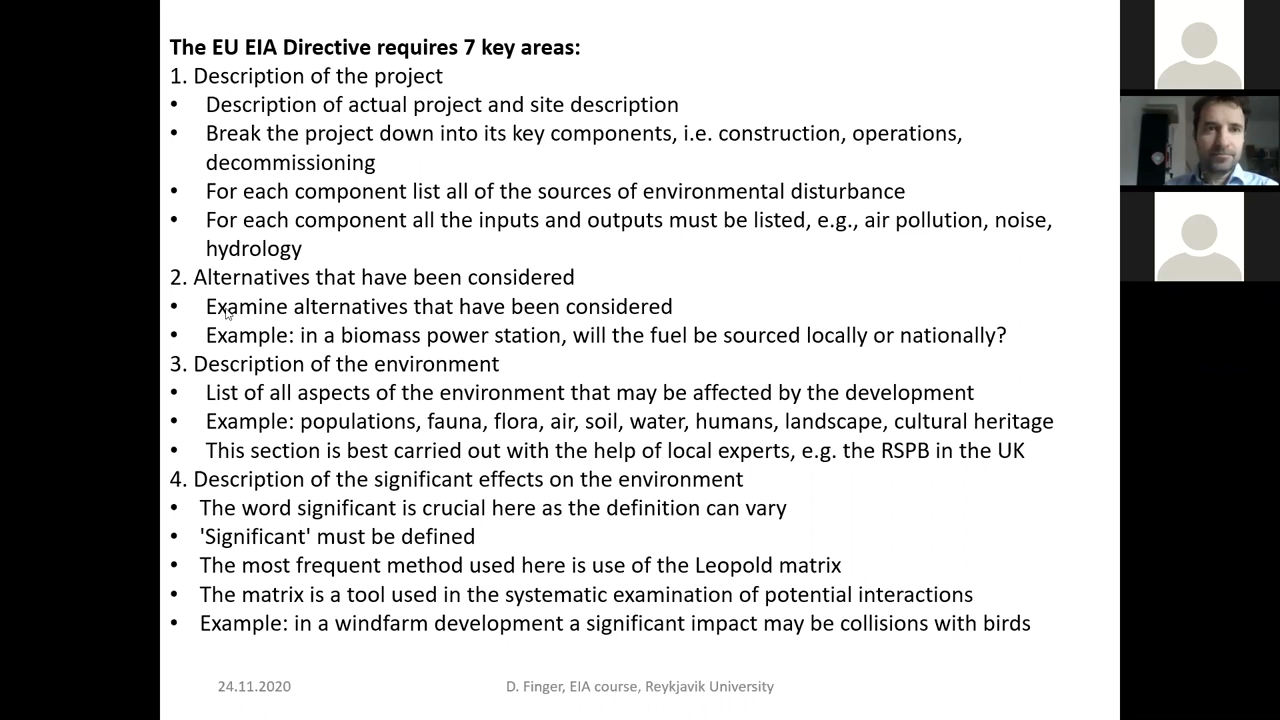 The EU EIA Directive requires 7 key areas:
1. Description of the project
• Description of actual project and site description
• Break the project down into its key components, i.e. construction, operations,
decommissioning
• For each component list all of the sources of environmental disturbance
• For each component all the inputs and outputs must be listed, e.g., air pollution, noise,
hydrology
2. Alternatives that have been considered
• Examine alternatives that have been considered
• Example: in a biomass power station, will the fuel be sourced locally or nationally?
3. Description of the environment
• List of all aspects of the environment that may be affected by the development
• Example: populations, fauna, flora, air, soil, water, humans, landscape, cultural heritage
• This section is best carried out with the help of local experts, e.g. the RSPB in the UK
4. Description of the significant effects on the environment
• The word significant is crucial here as the definition can vary
• 'Significant' must be defined
• The most frequent method used here is use of the Leopold matrix
• The matrix is a tool used in the systematic examination of potential interactions
• Example: in a windfarm development a significant impact may be collisions with birds
24.11.2020
D. Finger, EIA course, Reykjavik University